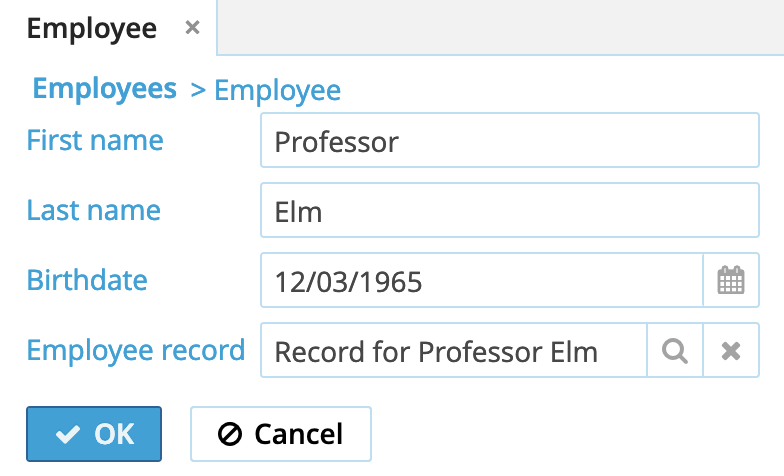 Employee
Employees > Employee
First name Professor
Last name Elm
Birthdate 12/03/1965
Employee record Record for Professor Elm
OK Cancel